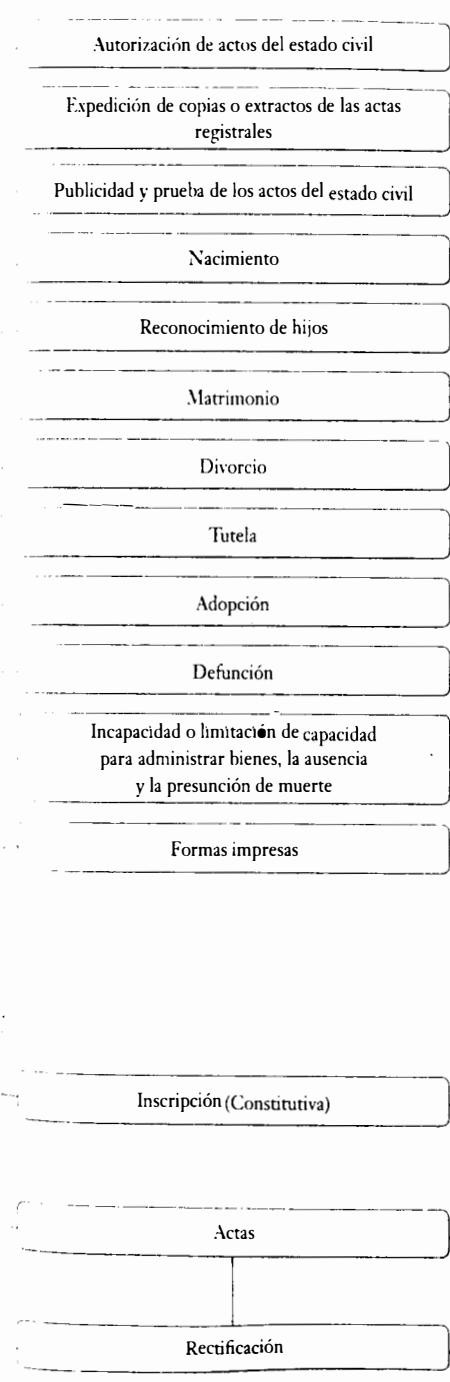 Autorización de actos del estado civil
Expedición de copias o extractos de las actas
registrales
Publicidad y prueba de los actos del estado civil
Nacimiento
Reconocimiento de hijos
Matrimonio
Divorcio
Tutela
Adopción
Defunción
Incapacidad o limitación de capacidad
para administrar bienes, la ausencia
y la presunción de muerte
Formas impresas
Inscripción (Constitutiva)
Actas
Rectificación